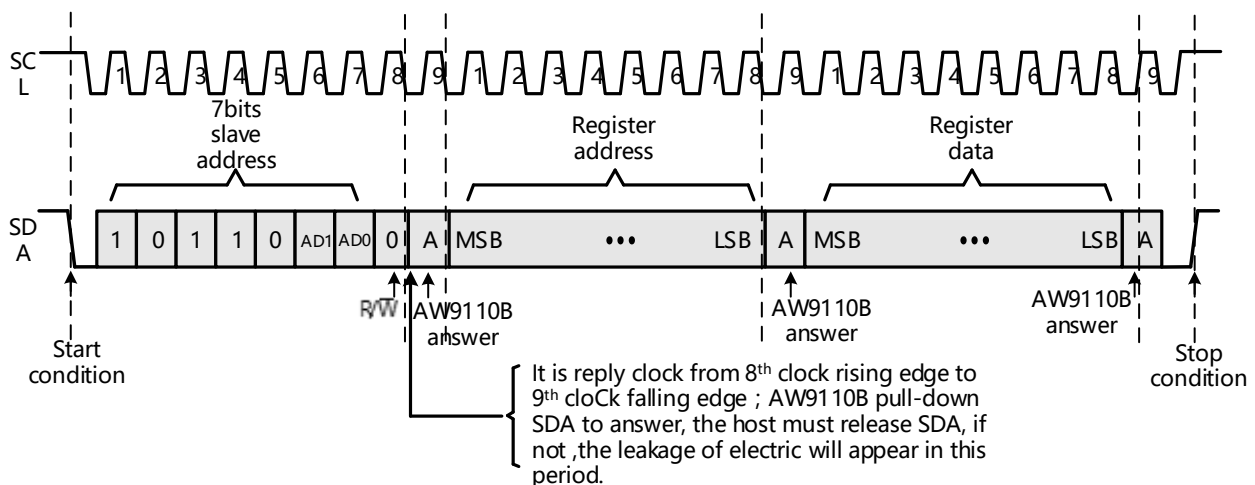 SC
L
1 2 3 4 5 6 7 8 9 1 2 3 4 5 6 7 8 9 1 2 3 4 5 6 7 8 9
7bits
slave
address
Register
address
Register
data
SD
A
1 0 1 1 0 AD1 AD0 0 A MSB ••• LSB A MSB ••• LSB A
R/W̅
AW9110B
answer
AW9110B
answer
AW9110B
answer
Start
condition
Stop
condition
It is reply clock from 8th clock rising edge to
9th cloCk falling edge ; AW9110B pull-down
SDA to answer, the host must release SDA, if
not ,the leakage of electric will appear in this
period.